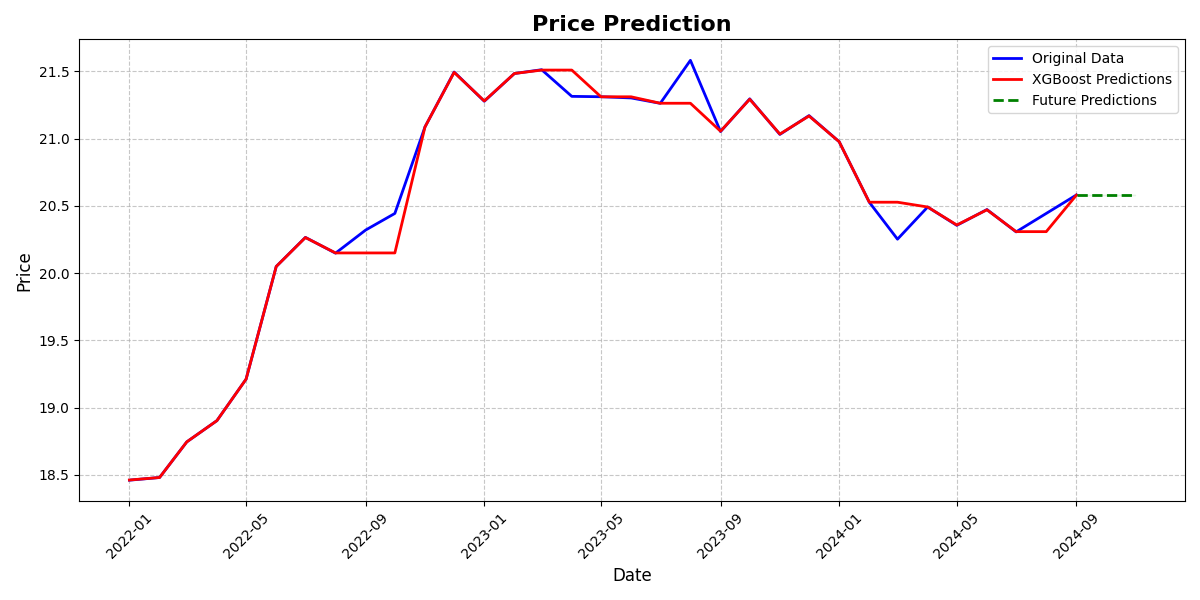 Price Prediction
Original Data
XGBoost Predictions
Future Predictions
Price
21.5
21.0
20.5
20.0
19.5
19.0
18.5
2022-01
2022-05
2022-09
2023-01
2023-05
2023-09
2024-01
2024-05
2024-09
Date